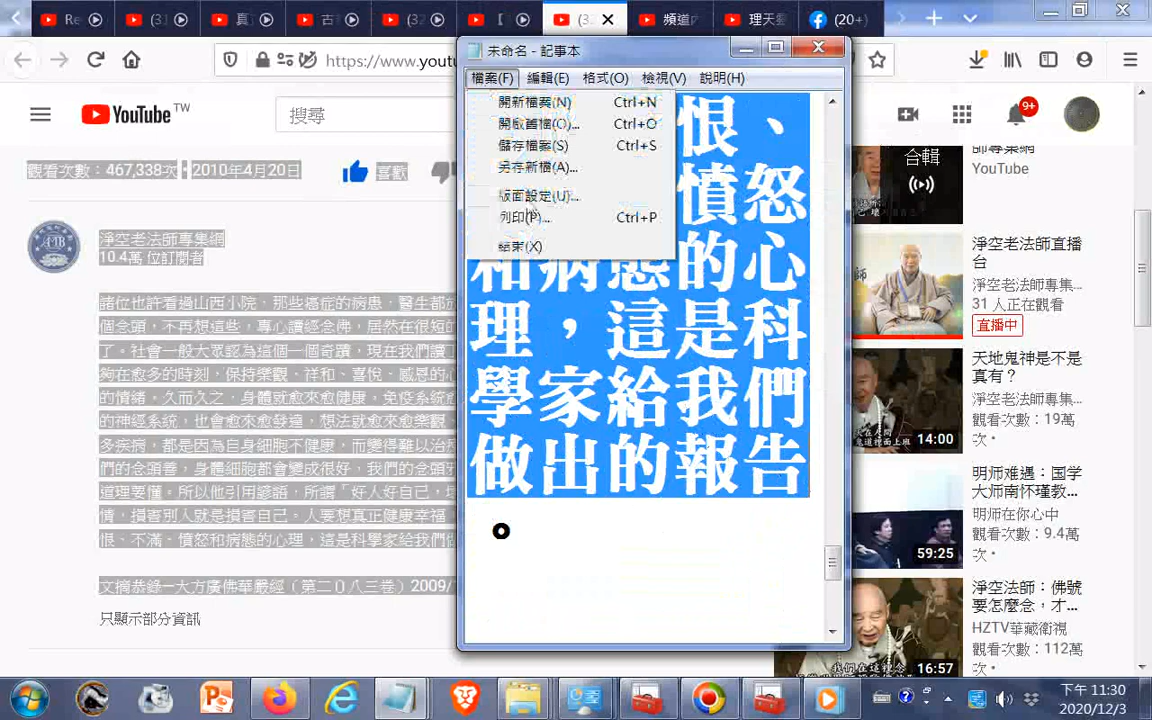 (20+)
https://www.youtu
YouTube TW
搜尋
9+
觀看次數：467,338次 • 2010年4月20日
喜歡
淨空老法師專集網
10.4萬 位訂閱者
諸位也許看過山西小院，那些癌症的病患，醫生都
個念頭，不再想這些，專心讀經念佛，居然在很短的
了。社會一般大眾認為這個一個奇蹟，現在我們讀
夠在愈多的時刻，保持樂觀、祥和、喜悅、感恩的心
的情緒。久而久之，身體就愈來愈健康，免疫系統
的神經系統，也會愈來愈發達，想法就愈來愈樂觀
多疾病，都是因為自身細胞不健康，而變得難以治
們的念頭善，身體細胞都會變成很好，我們的念頭
道理要懂。所以他引用諺語，所謂「好人好自己，
情，損害別人就是損害自己。人要想真正健康幸福
恨、不滿、憤怒和病態的心理，這是科學家給我們
文摘恭錄—大方廣佛華嚴經（第二０八三卷）2009/
只顯示部分資訊
未命名 - 記事本
檔案(F) 編輯(E) 格式(O) 檢視(V) 說明(H)
開新檔案(N) Ctrl+N
開啟舊檔(O)... Ctrl+O
儲存檔案(S) Ctrl+S
另存新檔(A)...
版面設定(U)...
列印(P)... Ctrl+P
結束(X)
恨、
憤怒
和病態的心
理，這是科
學家給我們
做出的報告
。
合輯
師專集網
YouTube
淨空老法師直播
台
淨空老法師專集...
31 人正在觀看
直播中
天地鬼神是不是
真有？
淨空老法師專集...
觀看次數：19萬
次 •
14:00
明师难遇：国学
大师南怀瑾教...
明师在你心中
觀看次數：9.4萬
次 •
59:25
淨空法師：佛號
要怎麼念，才...
HZTV華藏衛視
觀看次數：112萬
次 •
16:57
下午 11:30
2020/12/3